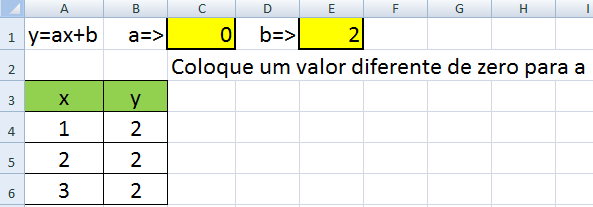 A B C D E F G H I
1 y=ax+b a=> 0 b=> 2
2 Coloque um valor diferente de zero para a
3 x y
4 1 2
5 2 2
6 3 2